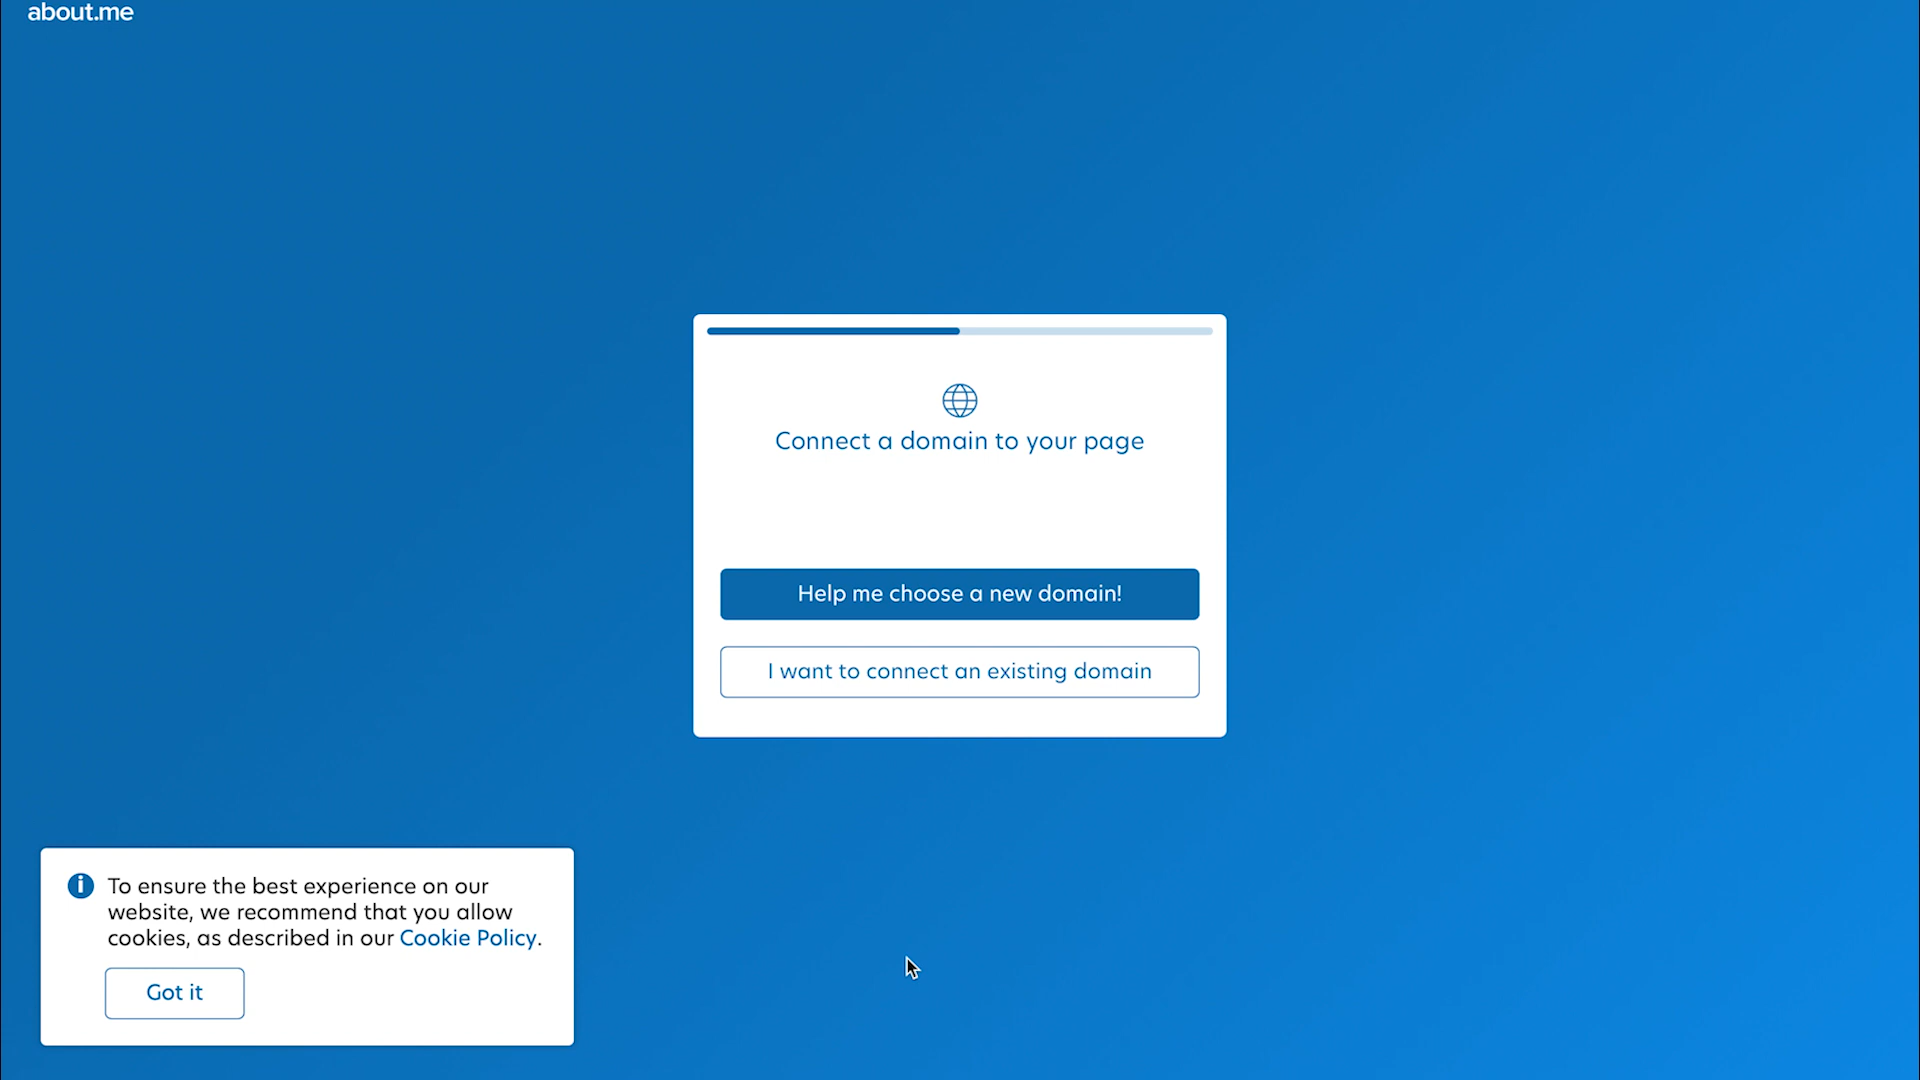 about.me
Connect a domain to your page
Help me choose a new domain!
I want to connect an existing domain
To ensure the best experience on our
website, we recommend that you allow
cookies, as described in our Cookie Policy.
Got it